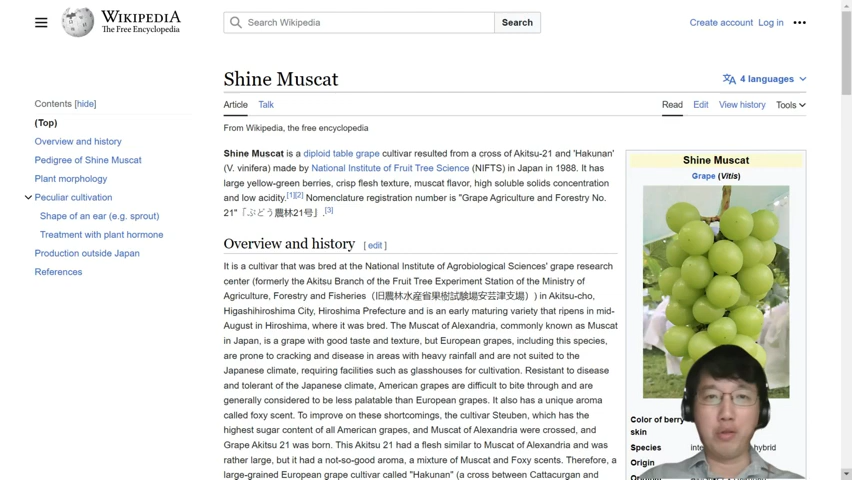 WIKIPEDIA
The Free Encyclopedia
Search Wikipedia
Search
Create account Log in
Contents [hide]
(Top)
Overview and history
Pedigree of Shine Muscat
Plant morphology
Peculiar cultivation
Shape of an ear (e.g. sprout)
Treatment with plant hormone
Production outside Japan
References
Shine Muscat
4 languages
Article Talk
Read Edit View history Tools
From Wikipedia, the free encyclopedia
Shine Muscat is a diploid table grape cultivar resulted from a cross of Akitsu-21 and 'Hakunan'
(V. vinifera) made by National Institute of Fruit Tree Science (NIFTS) in Japan in 1988. It has
large yellow-green berries, crisp flesh texture, muscat flavor, high soluble solids concentration
and low acidity.[1][2] Nomenclature registration number is "Grape Agriculture and Forestry No.
21"「ぶどう農林21号」.[3]
Overview and history [ edit ]
It is a cultivar that was bred at the National Institute of Agrobiological Sciences' grape research
center (formerly the Akitsu Branch of the Fruit Tree Experiment Station of the Ministry of
Agriculture, Forestry and Fisheries（旧農林水産省果樹試験場安芸津支場）) in Akitsu-cho,
Higashihiroshima City, Hiroshima Prefecture and is an early maturing variety that ripens in mid-
August in Hiroshima, where it was bred. The Muscat of Alexandria, commonly known as Muscat
in Japan, is a grape with good taste and texture, but European grapes, including this species,
are prone to cracking and disease in areas with heavy rainfall and are not suited to the
Japanese climate, requiring facilities such as glasshouses for cultivation. Resistant to disease
and tolerant of the Japanese climate, American grapes are difficult to bite through and are
generally considered to be less palatable than European grapes. It also has a unique aroma
called foxy scent. To improve on these shortcomings, the cultivar Steuben, which has the
highest sugar content of all American grapes, and Muscat of Alexandria were crossed, and
Grape Akitsu 21 was born. This Akitsu 21 had a flesh similar to Muscat of Alexandria and was
rather large, but it had a not-so-good aroma, a mixture of Muscat and Foxy scents. Therefore, a
large-grained European grape cultivar called "Hakunan" (a cross between Cattacurgan and
Shine Muscat
Grape (Vitis)
Color of berry
skin
Species hybrid
Origin